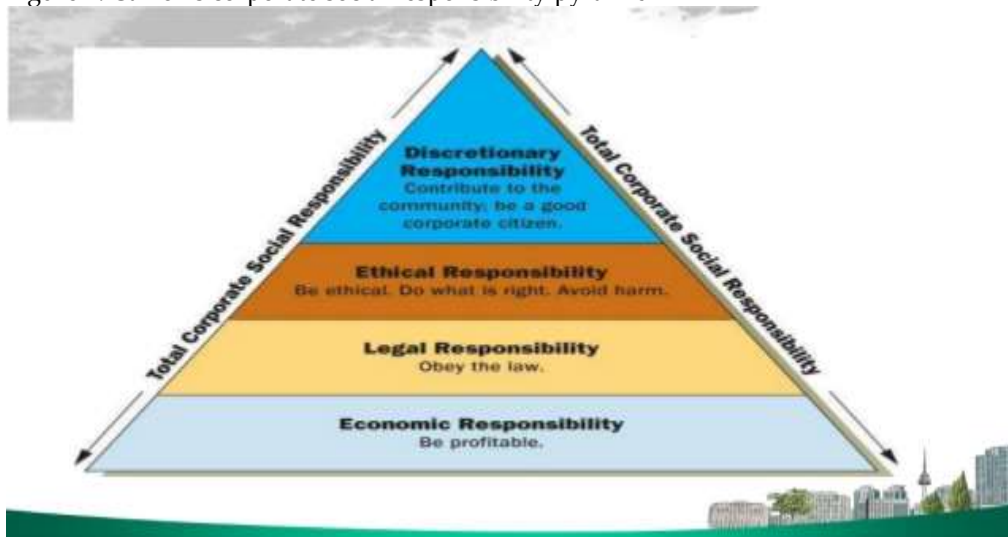 Total Corporate Social Responsibility
Total Corporate Social Responsibility
Discretionary
Responsibility
Contribute to the
community; be a good
corporate citizen.
Ethical Responsibility
Be ethical. Do what is right. Avoid harm.
Legal Responsibility
Obey the law.
Economic Responsibility
Be profitable.